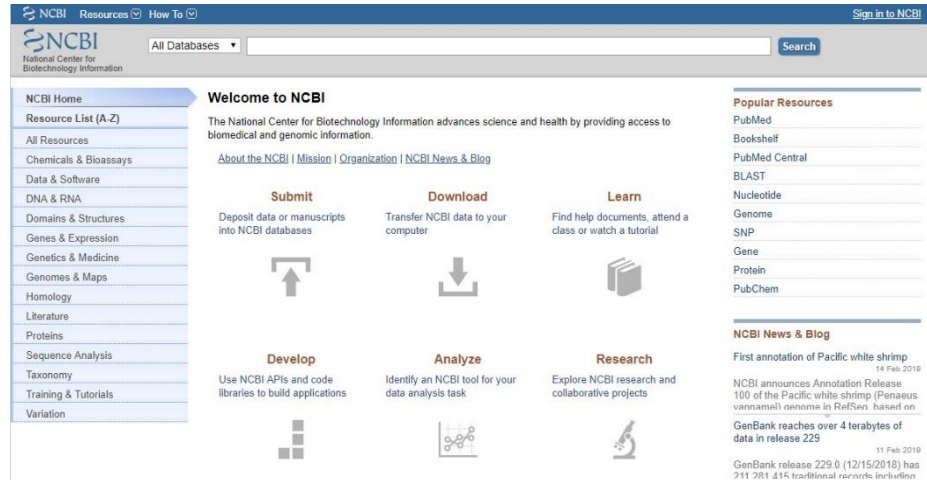 NCBI Resources How To Sign in to NCBI
NCBI
National Center for
Biotechnology Information
All Databases Search
NCBI Home
Resource List (A-Z)
All Resources
Chemicals & Bioassays
Data & Software
DNA & RNA
Domains & Structures
Genes & Expression
Genetics & Medicine
Genomes & Maps
Homology
Literature
Proteins
Sequence Analysis
Taxonomy
Training & Tutorials
Variation
Welcome to NCBI
The National Center for Biotechnology Information advances science and health by providing access to
biomedical and genomic information.
About the NCBI | Mission | Organization | NCBI News & Blog
Submit
Deposit data or manuscripts
into NCBI databases
Download
Transfer NCBI data to your
computer
Learn
Find help documents, attend a
class or watch a tutorial
Develop
Use NCBI APIs and code
libraries to build applications
Analyze
Identify an NCBI tool for your
data analysis task
Research
Explore NCBI research and
collaborative projects
Popular Resources
PubMed
Bookshelf
PubMed Central
BLAST
Nucleotide
Genome
SNP
Gene
Protein
PubChem
NCBI News & Blog
First annotation of Pacific white shrimp
14 Feb 2019
NCBI announces Annotation Release
100 of the Pacific white shrimp (Penaeus
vannamei) genome in RefSeq, based on
GenBank reaches over 4 terabytes of
data in release 229
11 Feb 2019
GenBank release 229.0 (12/15/2018) has
211,281,415 traditional records including